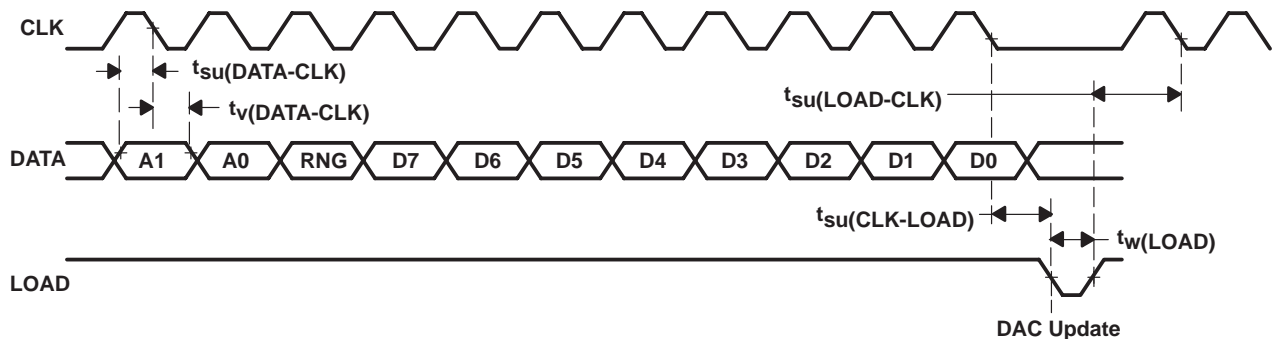 CLK
tsu(DATA-CLK)
tsu(LOAD-CLK)
tv(DATA-CLK)
DATA A1 A0 RNG D7 D6 D5 D4 D3 D2 D1 D0
tsu(CLK-LOAD)
tw(LOAD)
LOAD
DAC Update